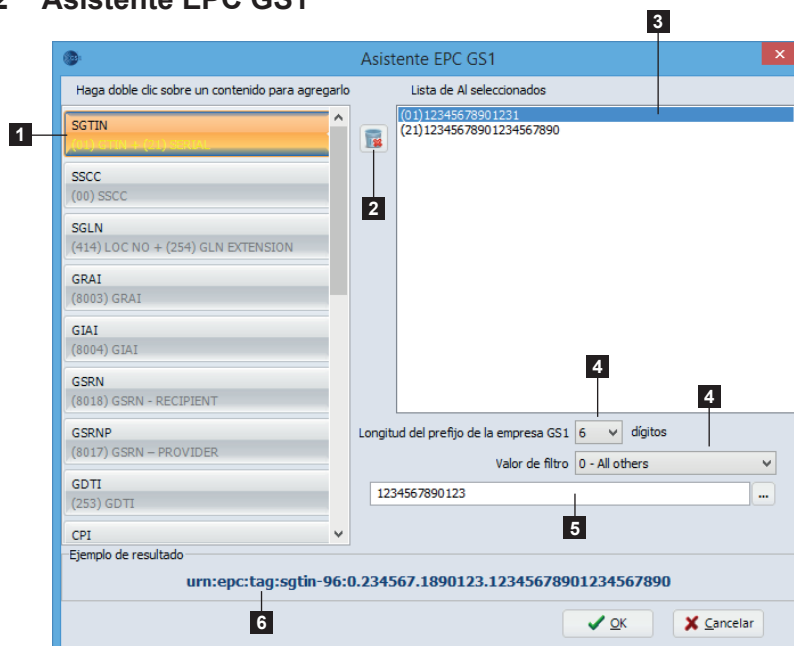 2 Asistente EPC GS1
3
Asistente EPC GS1
Haga doble clic sobre un contenido para agregarlo
Lista de AI seleccionados
1
SGTIN
(01) GTIN + (21) SERIAL
(01)12345678901231
(21)12345678901234567890
2
SSCC
(00) SSCC
SGLN
(414) LOC NO + (254) GLN EXTENSION
GRAI
(8003) GRAI
GIAI
(8004) GIAI
GSRN
(8018) GSRN - RECIPIENT
GSRNP
(8017) GSRN – PROVIDER
GDTI
(253) GDTI
CPI
4
4
Longitud del prefijo de la empresa GS1 6 dígitos
Valor de filtro 0 - All others
1234567890123 ...
5
Ejemplo de resultado
urn:epc:tag:sgtin-96:0.234567.1890123.12345678901234567890
6
OK
Cancelar